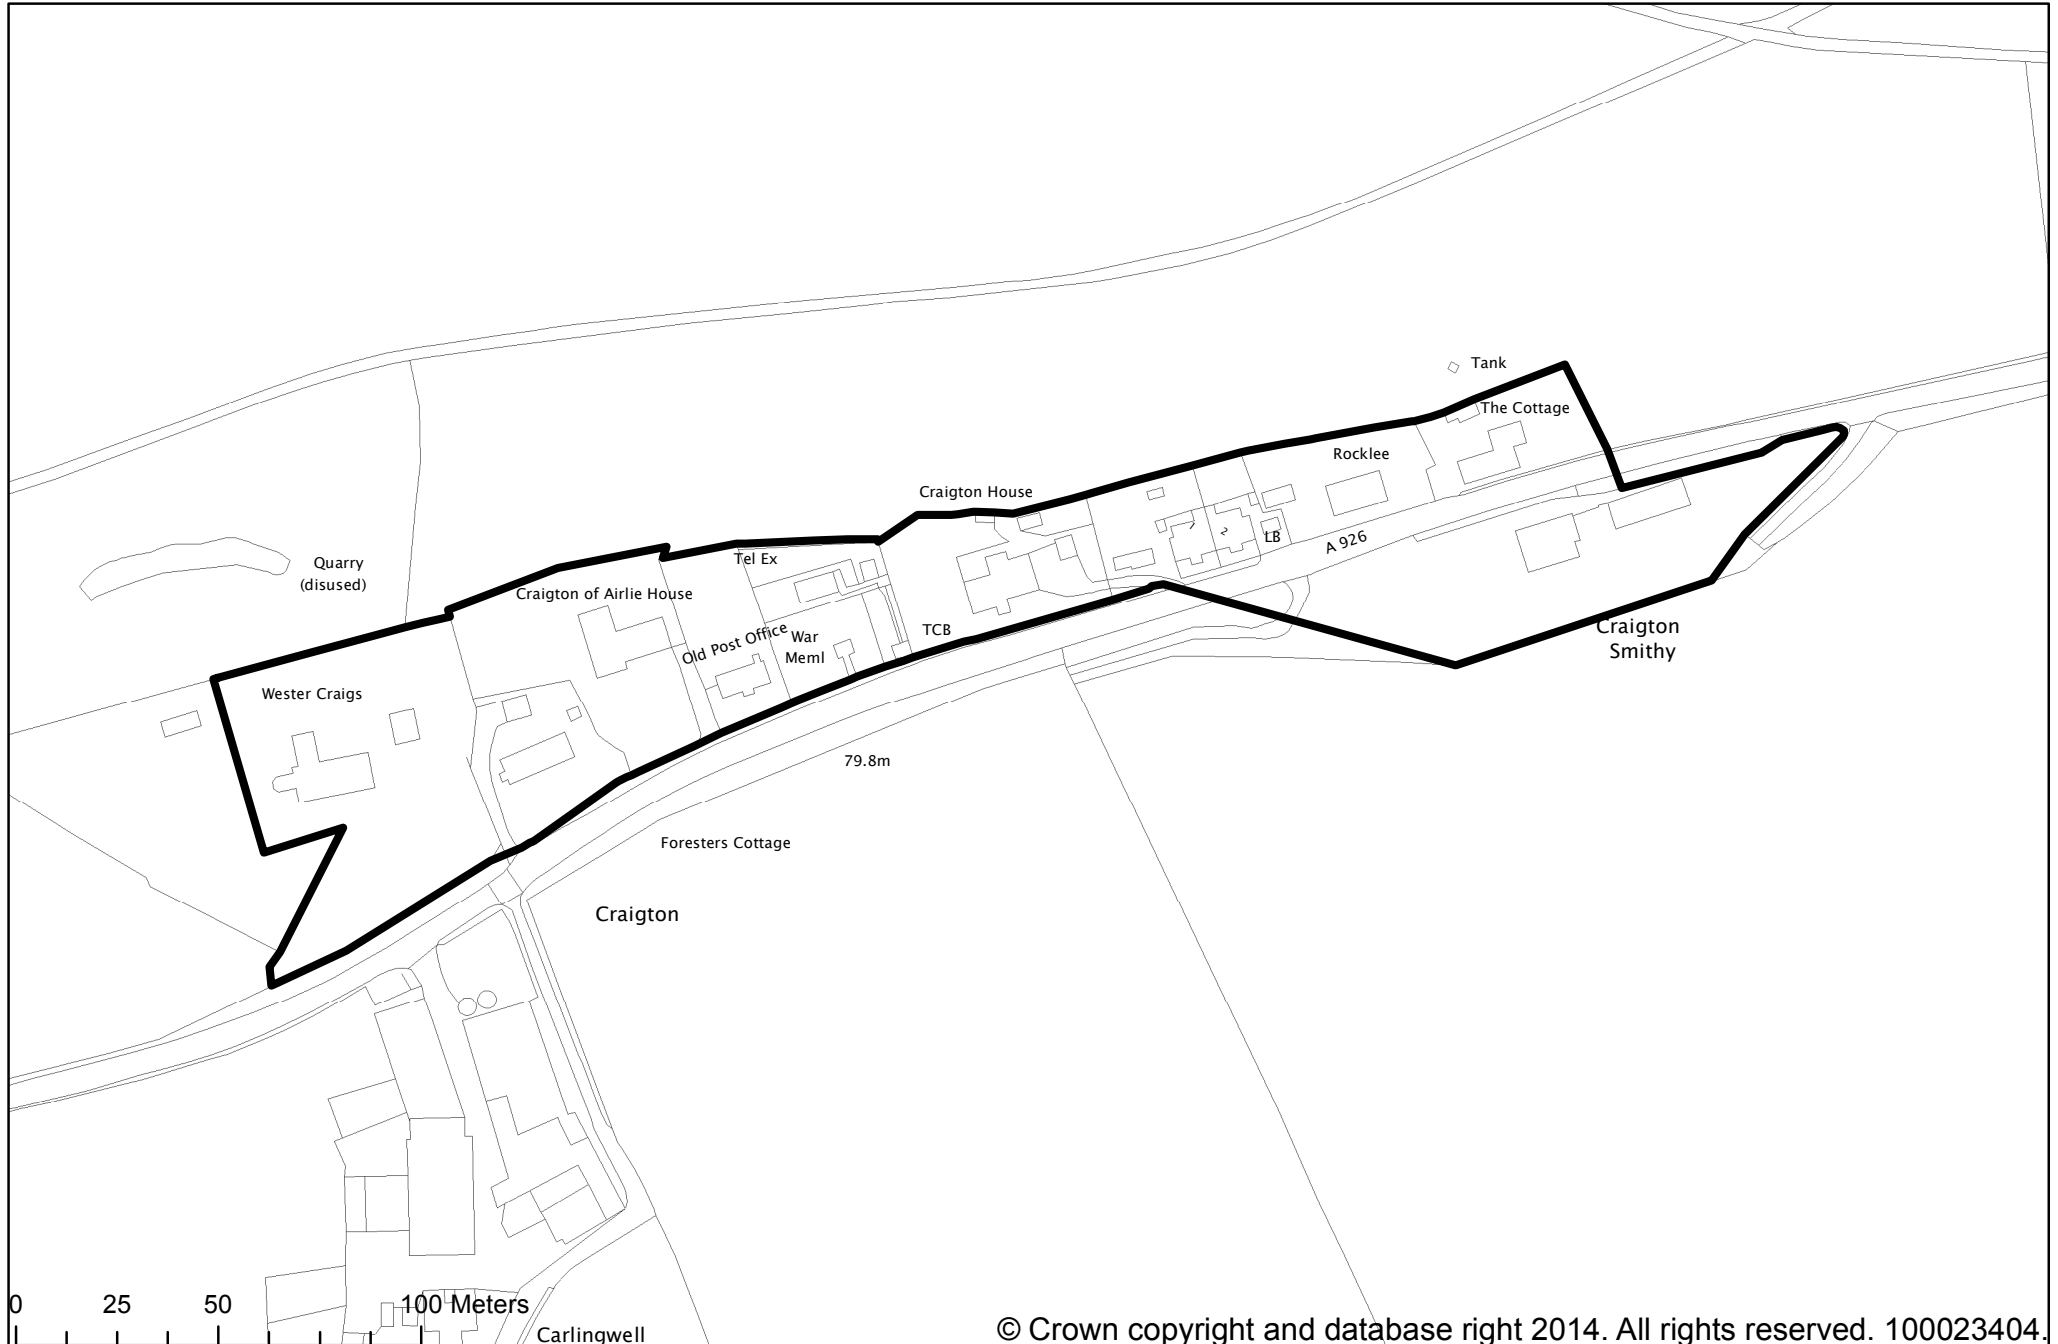 Tank
The Cottage
Rocklee
Craigton House
A 926
LB
1
2
Tel Ex
Quarry
(disused)
Craigton of Airlie House
TCB
Old Post Office
War
Meml
Craigton
Smithy
Wester Craigs
79.8m
Foresters Cottage
Craigton
0 25 50 100 Meters
Carlingwell
© Crown copyright and database right 2014. All rights reserved. 100023404.